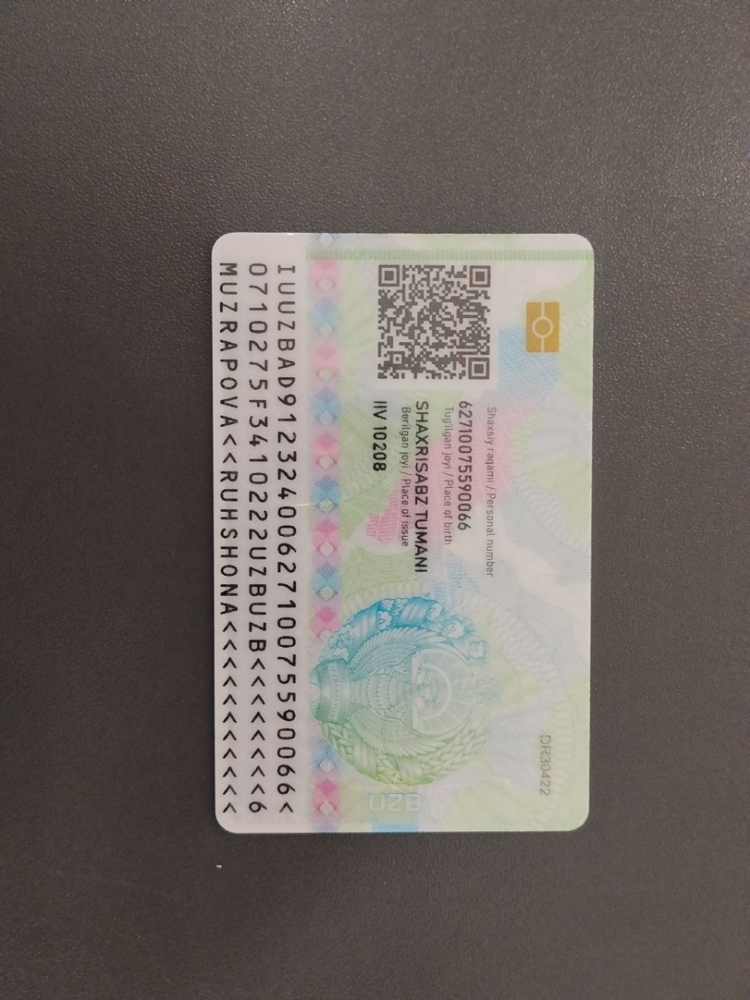 DR30422
Shaxsiy raqami / Personal number
62710075590066
Tug'ilgan joyi / Place of birth
SHAXRISABZ TUMANI
Berilgan joyi / Place of issue
IIV 10208
UZB
IUUZBAD9123240062710075590066<
0710275F3410222UZBUZB<<<<<<<6
MUZRAPOVA<<RUHSHONA<<<<<<<<<<